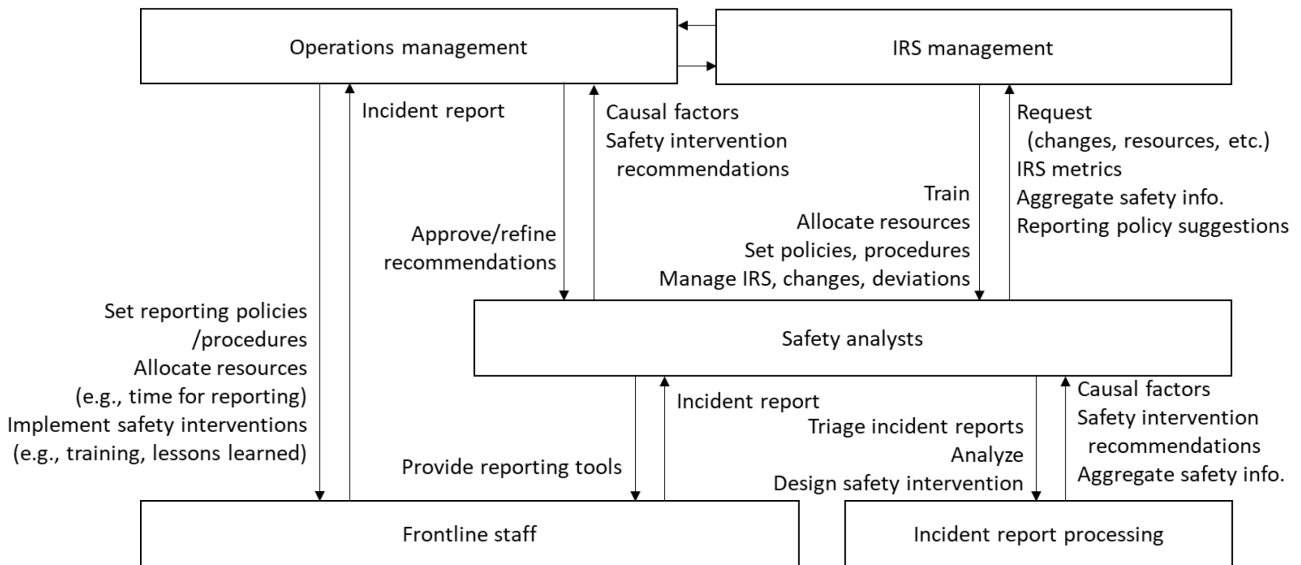 Operations management
IRS management
Incident report
Causal factors
Safety intervention
recommendations
Request
(changes, resources, etc.)
IRS metrics
Aggregate safety info.
Reporting policy suggestions
Train
Allocate resources
Set policies, procedures
Manage IRS, changes, deviations
Approve/refine
recommendations
Set reporting policies
/procedures
Allocate resources
(e.g., time for reporting)
Implement safety interventions
(e.g., training, lessons learned)
Safety analysts
Incident report
Provide reporting tools
Triage incident reports
Analyze
Design safety intervention
Causal factors
Safety intervention
recommendations
Aggregate safety info.
Frontline staff
Incident report processing